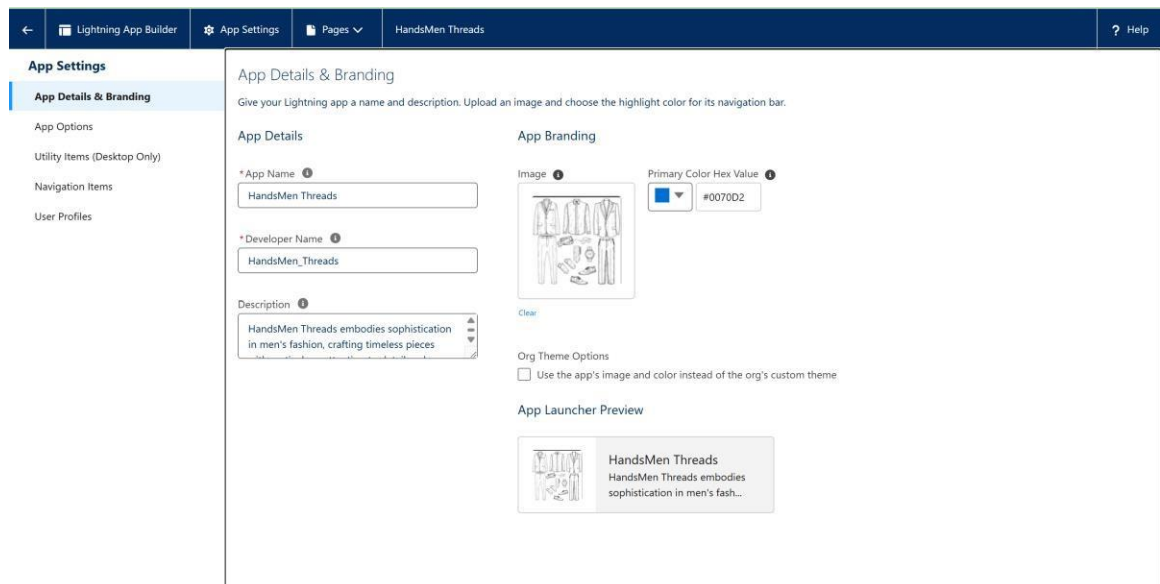 Lightning App Builder
App Settings
Pages
HandsMen Threads
? Help
App Settings
App Details & Branding
App Options
Utility Items (Desktop Only)
Navigation Items
User Profiles
App Details & Branding
Give your Lightning app a name and description. Upload an image and choose the highlight color for its navigation bar.
App Details
*App Name
HandsMen Threads
*Developer Name
HandsMen_Threads
Description
HandsMen Threads embodies sophistication
in men's fashion, crafting timeless pieces
App Branding
Image
Clear
Primary Color Hex Value
#0070D2
Org Theme Options
Use the app's image and color instead of the org's custom theme
App Launcher Preview
HandsMen Threads
HandsMen Threads embodies
sophistication in men's fash...